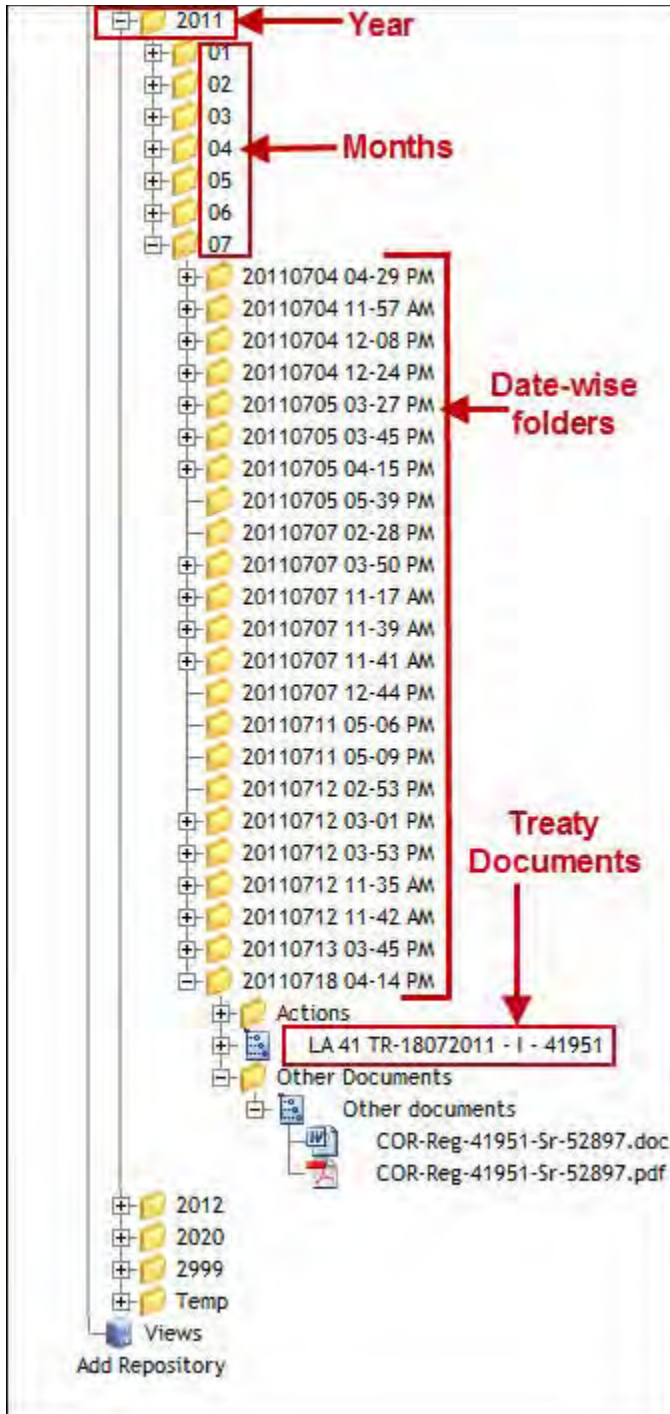 2011 Year
01
02
03
04 Months
05
06
07
20110704 04-29 PM
20110704 11-57 AM
20110704 12-08 PM
20110704 12-24 PM
Date-wise
folders
20110705 03-27 PM
20110705 03-45 PM
20110705 04-15 PM
20110705 05-39 PM
20110707 02-28 PM
20110707 03-50 PM
20110707 11-17 AM
20110707 11-39 AM
20110707 11-41 AM
20110707 12-44 PM
20110711 05-06 PM
20110711 05-09 PM
20110712 02-53 PM
20110712 03-01 PM
20110712 03-53 PM
20110712 11-35 AM
20110712 11-42 AM
20110713 03-45 PM
20110718 04-14 PM
Treaty
Documents
Actions
LA 41 TR-18072011 - I - 41951
Other Documents
Other documents
COR-Reg-41951-Sr-52897.doc
COR-Reg-41951-Sr-52897.pdf
2012
2020
2999
Temp
Views
Add Repository